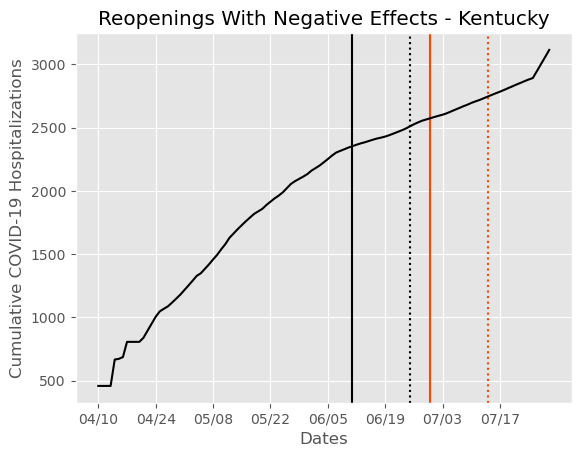 Reopenings With Negative Effects - Kentucky
Cumulative COVID-19 Hospitalizations
3000
2500
2000
1500
1000
500
04/10 04/24 05/08 05/22 06/05 06/19 07/03 07/17
Dates